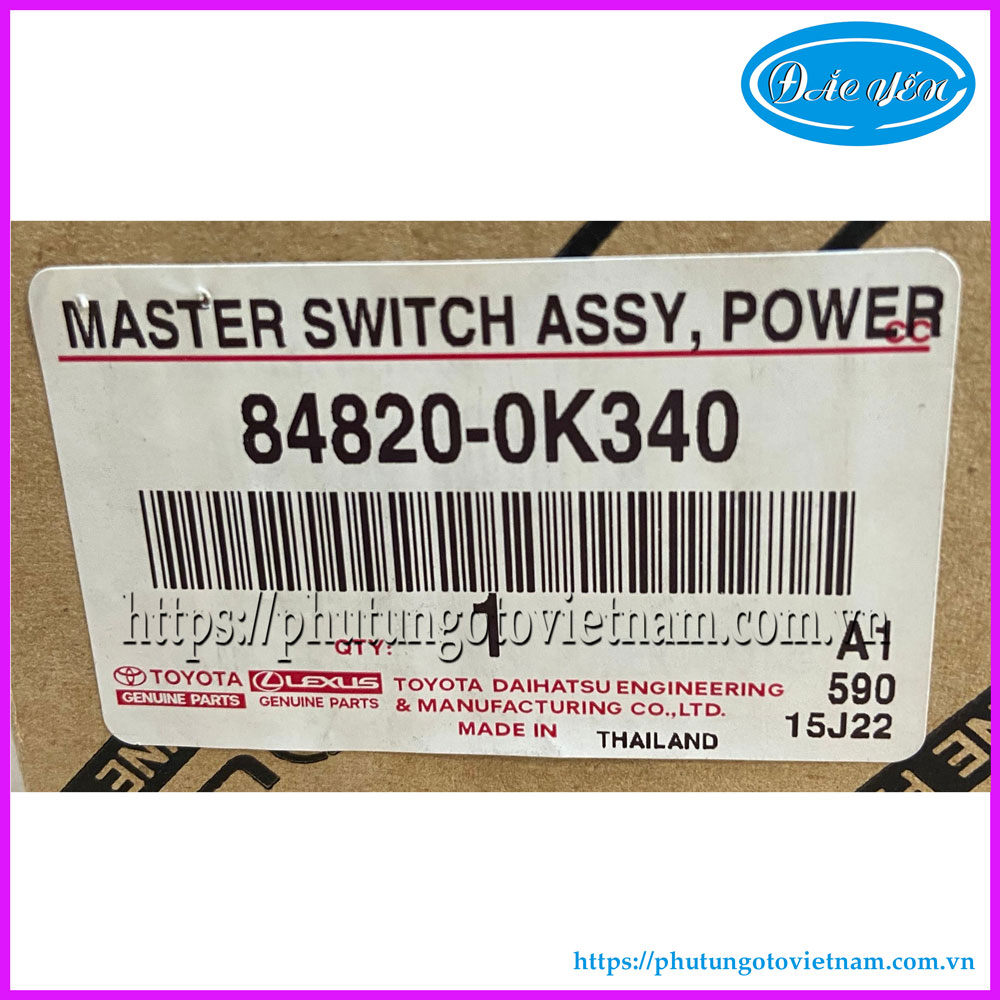 ĐẮC YẾN
MASTER SWITCH ASSY, POWER
CC
84820-0K340
https://phutungotovietnam.com.vn
QTY: 1
A1
TOYOTA
GENUINE PARTS
LEXUS
GENUINE PARTS
TOYOTA DAIHATSU ENGINEERING
& MANUFACTURING CO.,LTD.
MADE IN THAILAND
590
15J22
https://phutungotovietnam.com.vn